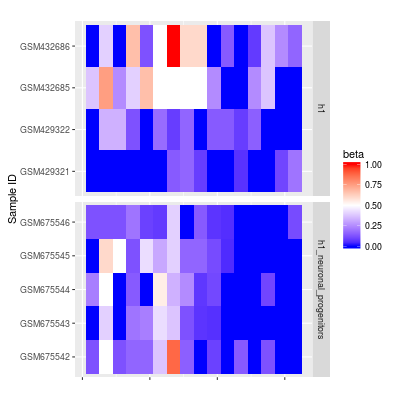 GSM432686
GSM432685
GSM429322
GSM429321
h1
GSM675546
GSM675545
GSM675544
GSM675543
GSM675542
h1_neuronal_progenitors
Sample ID
beta
1.00
0.75
0.50
0.25
0.00